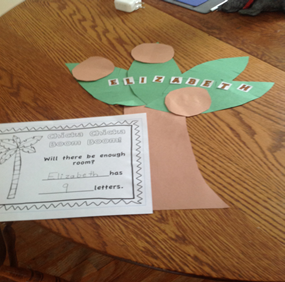 ELIZABETH
Chicka Chicka
Boom Boom!
Will there be enough
room?
Elizabeth has
9
letters.